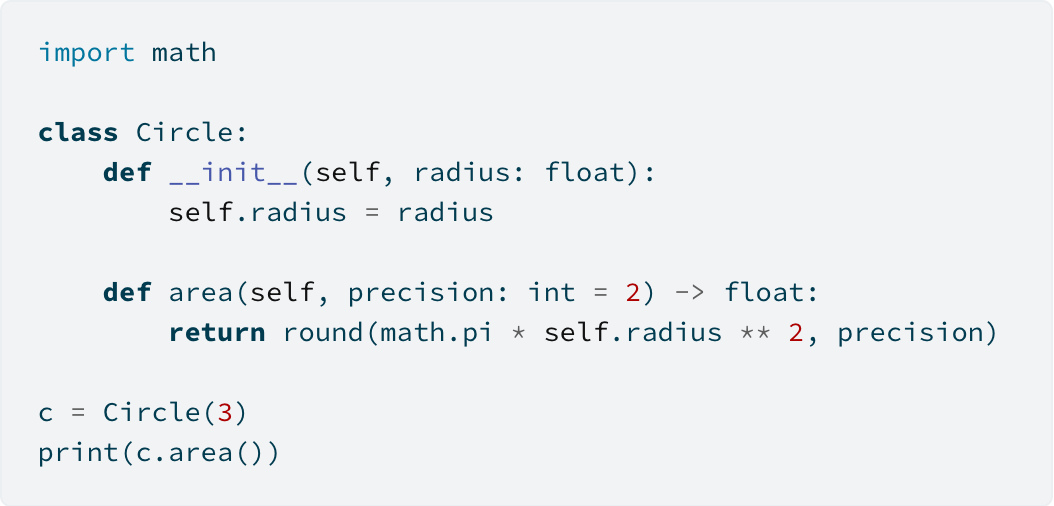 import math

class Circle:
    def __init__(self, radius: float):
        self.radius = radius

    def area(self, precision: int = 2) -> float:
        return round(math.pi * self.radius ** 2, precision)

c = Circle(3)
print(c.area())